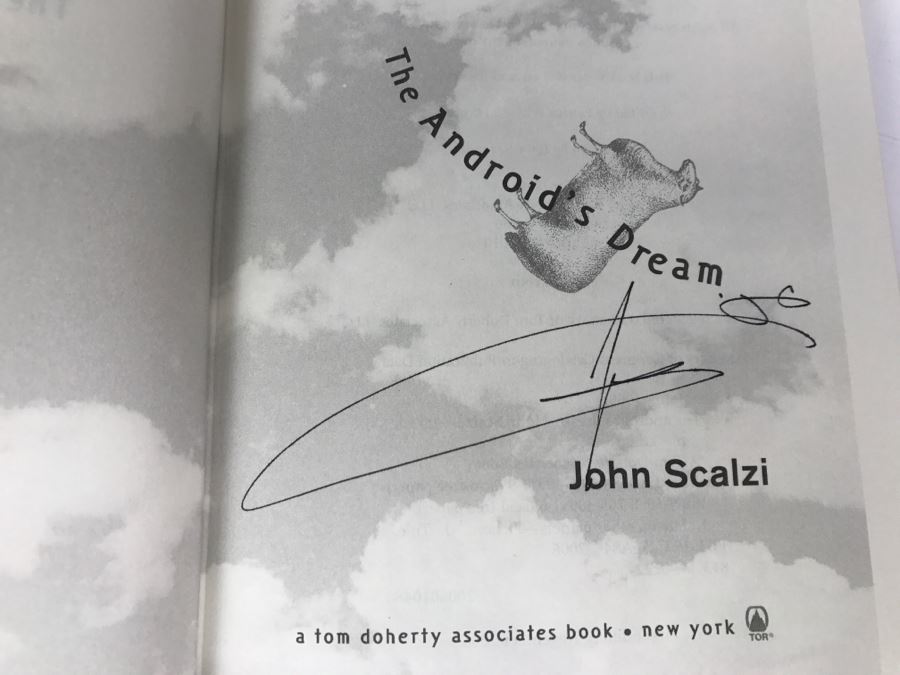 The Android's Dream
John Scalzi
a tom doherty associates book • new york
TOR®